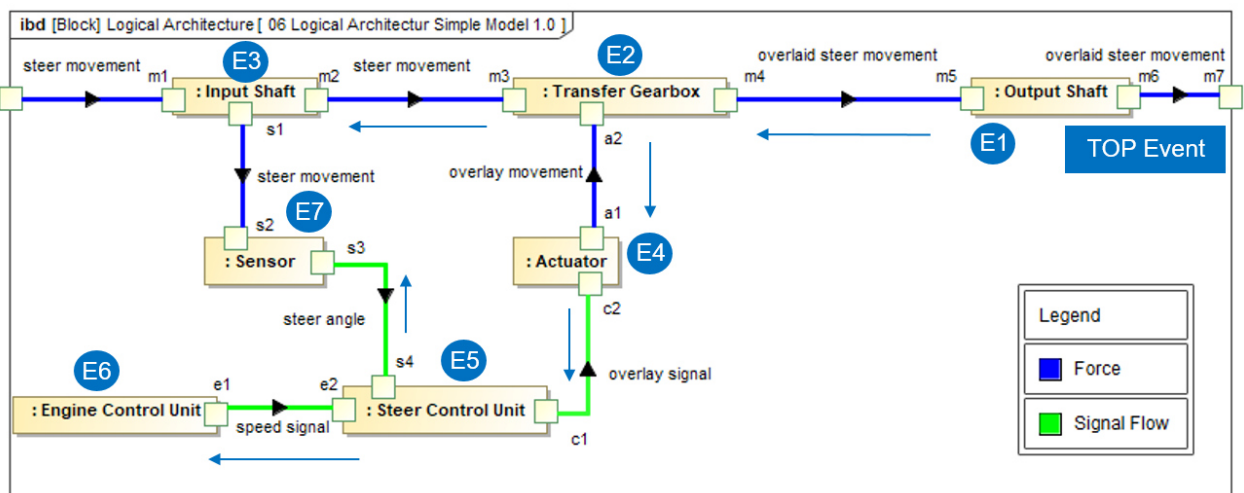 ibd [Block] Logical Architecture [ 06 Logical Architectur Simple Model 1.0 ]
steer movement
E3
steer movement
E2
overlaid steer movement
overlaid steer movement
m1
: Input Shaft
m2
m3
: Transfer Gearbox
m4
m5
: Output Shaft
m6
m7
s1
a2
E1
TOP Event
steer movement
overlay movement
E7
s2
a1
s3
: Sensor
: Actuator
E4
steer angle
c2
Legend
Force
Signal Flow
E6
s4
E5
overlay signal
e1
e2
: Engine Control Unit
: Steer Control Unit
speed signal
c1